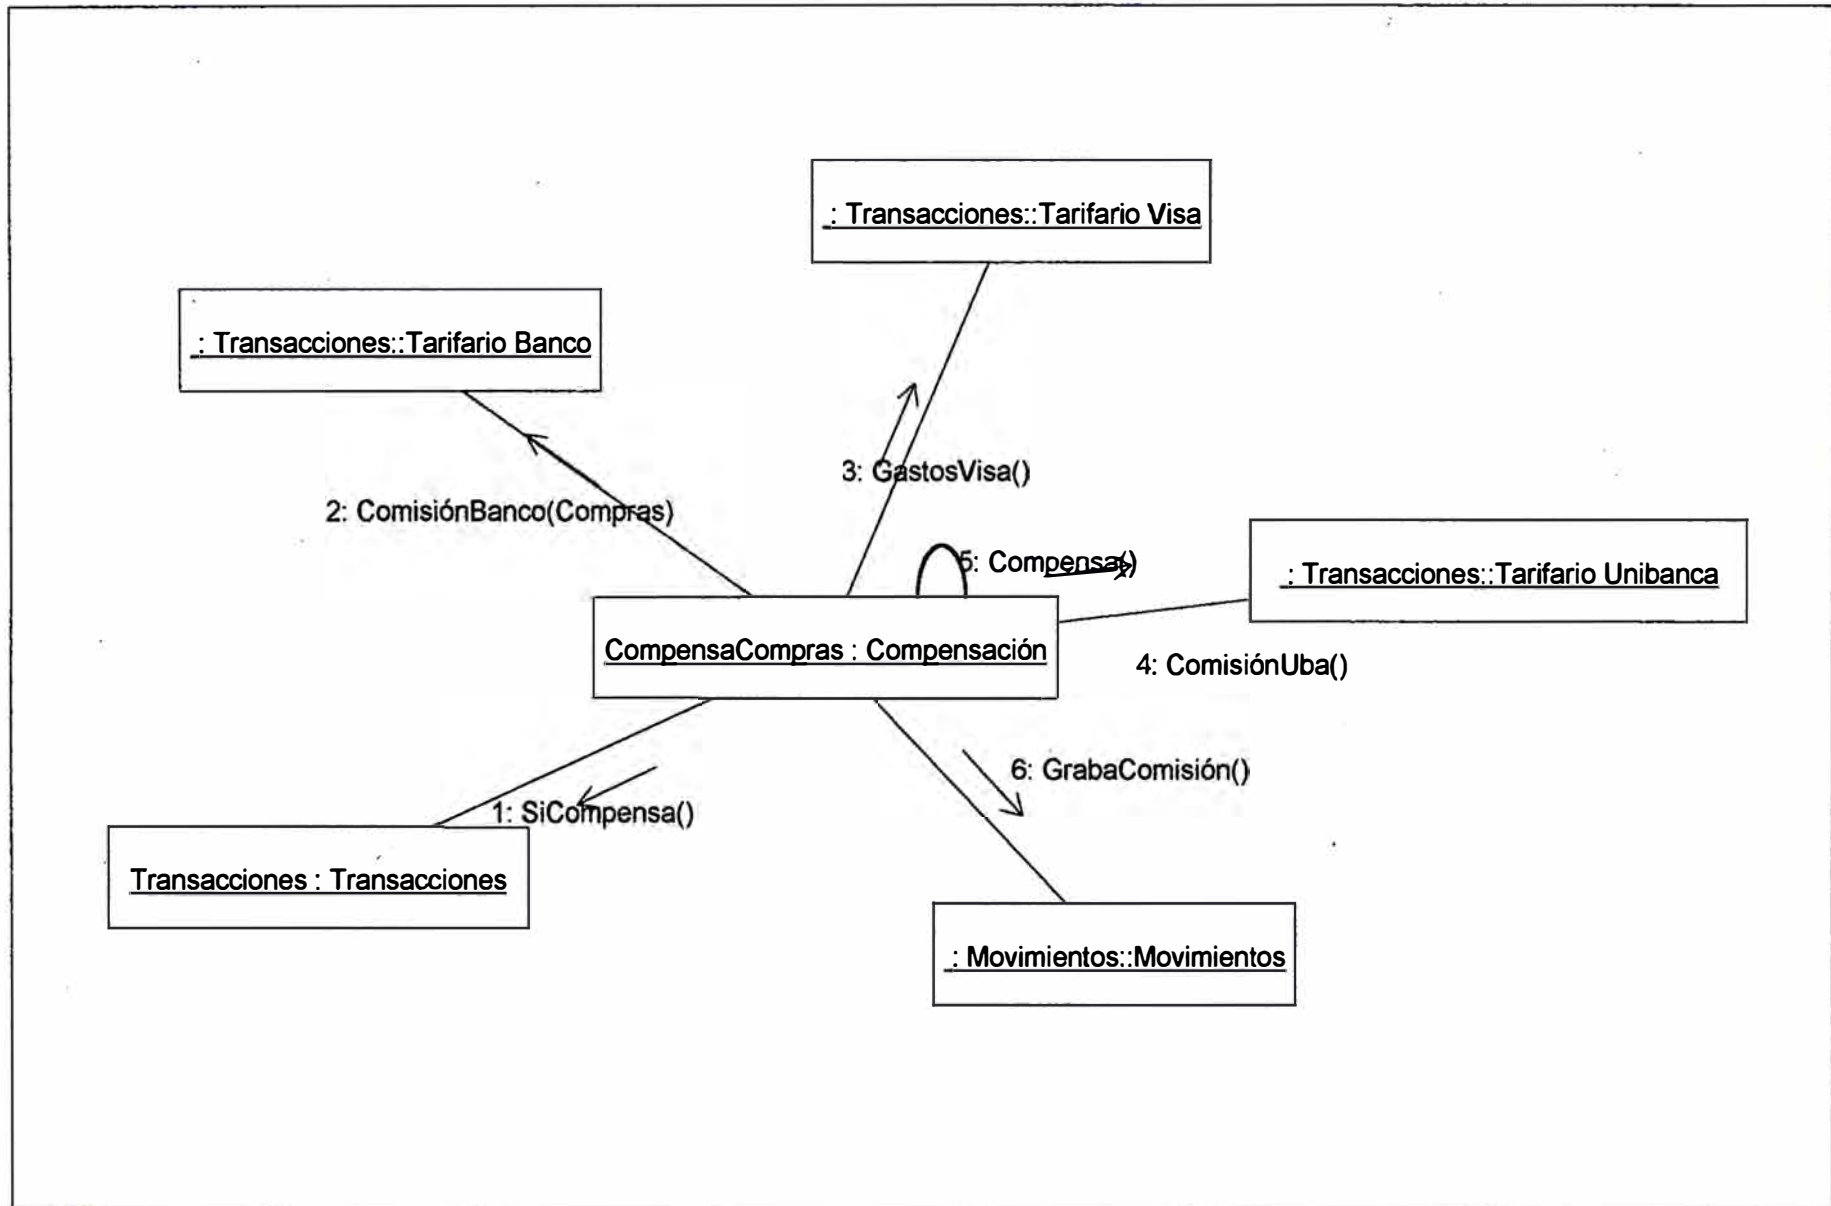 : Transacciones::Tarifario Visa
: Transacciones::Tarifario Banco
3: GastosVisa()
2: ComisiónBanco(Compras)
5: Compensa()
: Transacciones::Tarifario Unibanca
CompensaCompras : Compensación
4: ComisiónUba()
6: GrabaComisión()
1: SiCompensa()
Transacciones : Transacciones
: Movimientos::Movimientos